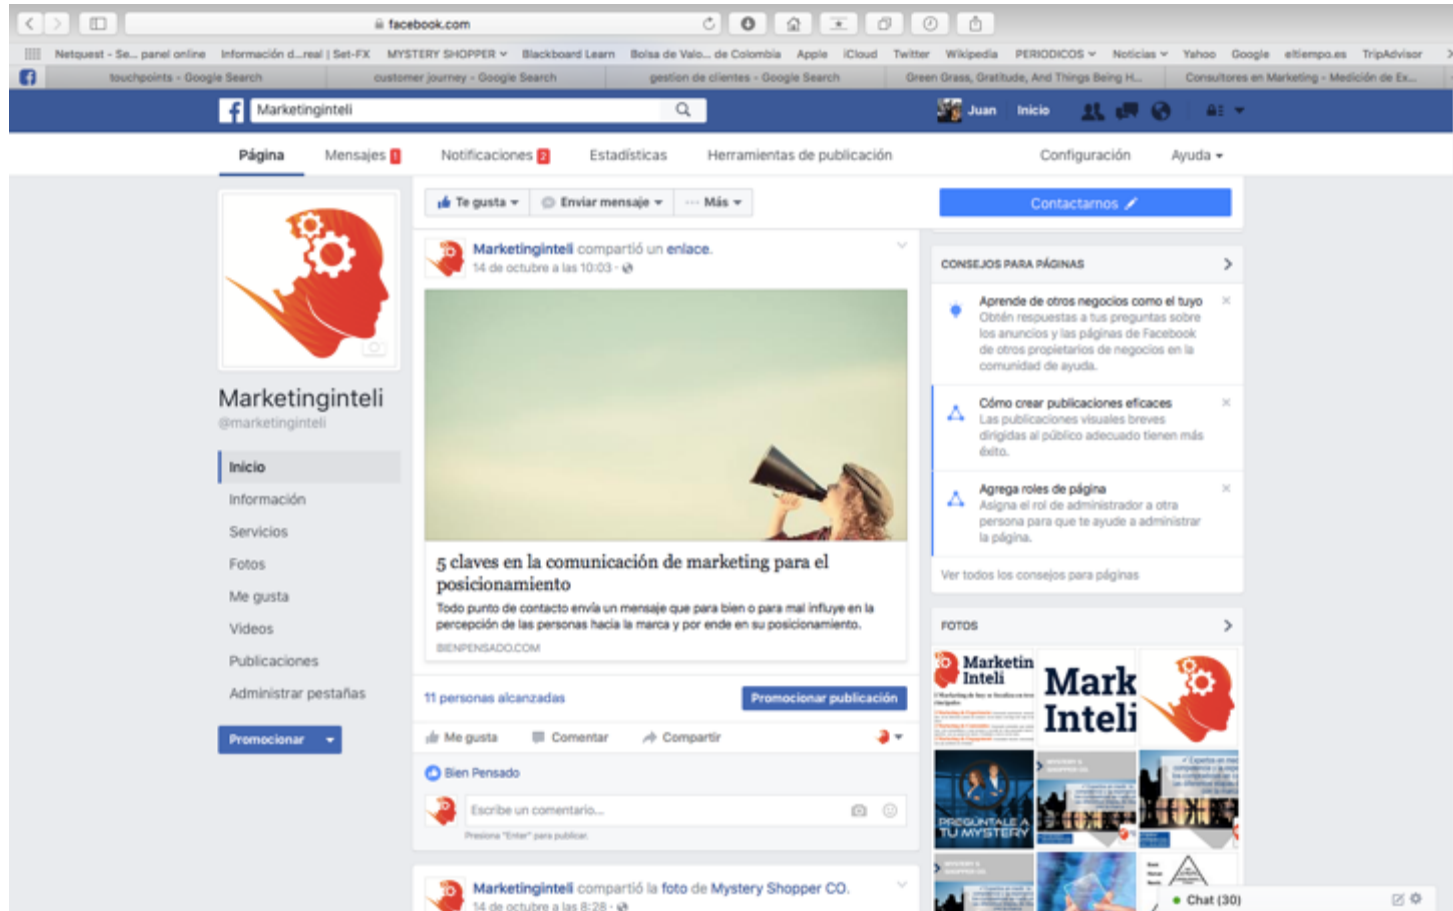 facebook.com
Netquest - Se... panel online Información d...real | Set-FX MYSTERY SHOPPER Blackboard Learn Bolsa de Valo... de Colombia Apple iCloud Twitter Wikipedia PERIODICOS Noticias Yahoo Google eltiempo.es TripAdvisor
touchpoints - Google Search customer journey - Google Search gestion de clientes - Google Search Green Grass, Gratitude, And Things Being H... Consultores en Marketing - Medición de Ex...
Marketinginteli
Juan Inicio
Página Mensajes 1 Notificaciones 2 Estadísticas Herramientas de publicación Configuración Ayuda
Marketinginteli
@marketinginteli
Inicio
Información
Servicios
Fotos
Me gusta
Videos
Publicaciones
Administrar pestañas
Promocionar
Te gusta Enviar mensaje Más
Marketinginteli compartió un enlace.
14 de octubre a las 10:03
5 claves en la comunicación de marketing para el
posicionamiento
Todo punto de contacto envía un mensaje que para bien o para mal influye en la
percepción de las personas hacia la marca y por ende en su posicionamiento.
BIENPENSADO.COM
11 personas alcanzadas
Promocionar publicación
Me gusta Comentar Compartir
Bien Pensado
Escribe un comentario...
Presiona "Enter" para publicar.
Marketinginteli compartió la foto de Mystery Shopper CO.
14 de octubre a las 8:28
Contactarnos
CONSEJOS PARA PÁGINAS
Aprende de otros negocios como el tuyo
Obtén respuestas a tus preguntas sobre
los anuncios y las páginas de Facebook
de otros propietarios de negocios en la
comunidad de ayuda.
Cómo crear publicaciones eficaces
Las publicaciones visuales breves
dirigidas al público adecuado tienen más
éxito.
Agrega roles de página
Asigna el rol de administrador a otra
persona para que te ayude a administrar
la página.
Ver todos los consejos para páginas
FOTOS
Marketin
Inteli
Mark
Inteli
PREGÚNTALE A
TU MYSTERY
MYSTERY S
SHOPPER CO.
MYSTERY S
SHOPPER CO.
Chat (30)